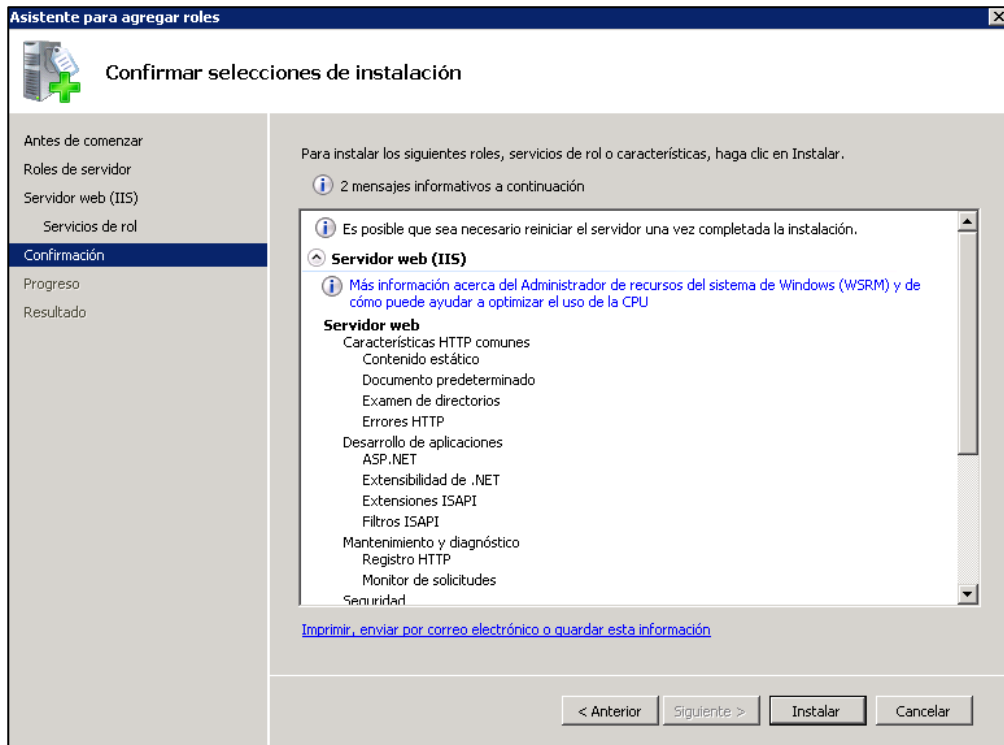 Asistente para agregar roles
Confirmar selecciones de instalación
Antes de comenzar
Roles de servidor
Servidor web (IIS)
Servicios de rol
Confirmación
Progreso
Resultado
Para instalar los siguientes roles, servicios de rol o características, haga clic en Instalar.
2 mensajes informativos a continuación
Es posible que sea necesario reiniciar el servidor una vez completada la instalación.
Servidor web (IIS)
Más información acerca del Administrador de recursos del sistema de Windows (WSRM) y de
cómo puede ayudar a optimizar el uso de la CPU
Servidor web
Características HTTP comunes
Contenido estático
Documento predeterminado
Examen de directorios
Errores HTTP
Desarrollo de aplicaciones
ASP.NET
Extensibilidad de .NET
Extensiones ISAPI
Filtros ISAPI
Mantenimiento y diagnóstico
Registro HTTP
Monitor de solicitudes
Seguridad
Imprimir, enviar por correo electrónico o guardar esta información
< Anterior
Siguiente >
Instalar
Cancelar